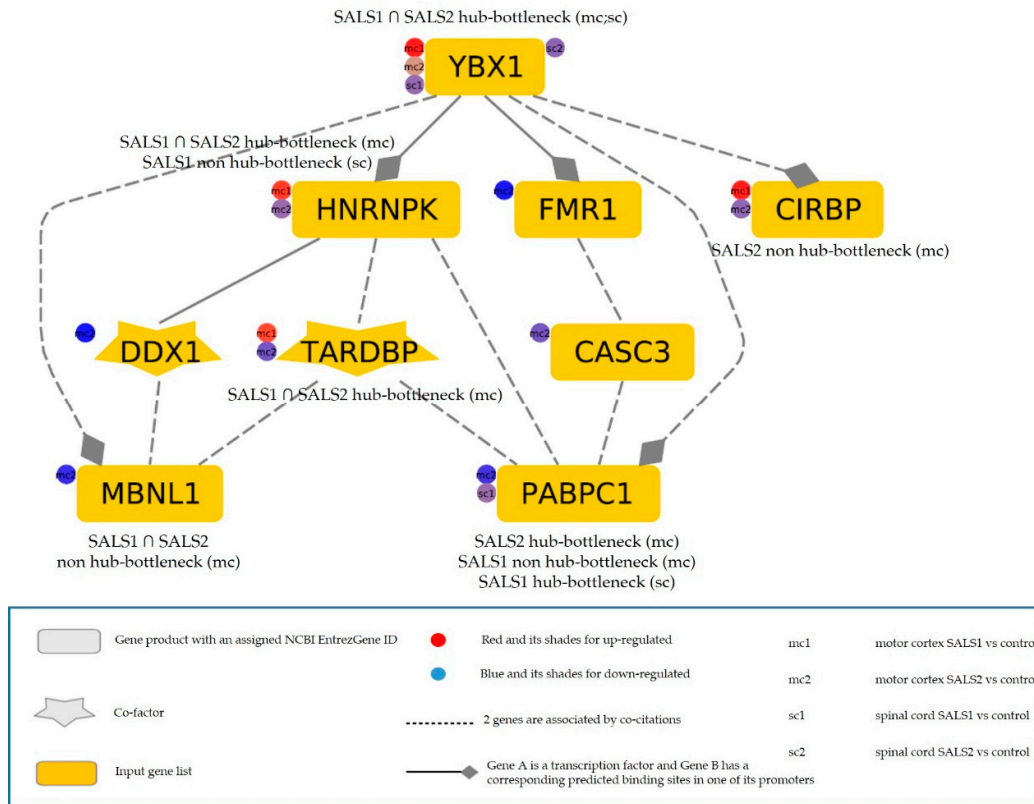 SALS1 ∩ SALS2 hub-bottleneck (mc;sc)
mc1
sc2
YBX1
mc2
sc1
SALS1 ∩ SALS2 hub-bottleneck (mc)
SALS1 non hub-bottleneck (sc)
mc1
HNRNPK
mc2
mc2
FMR1
mc1
CIRBP
mc2
SALS2 non hub-bottleneck (mc)
mc2
DDX1
mc1
TARDBP
mc2
mc2
CASC3
SALS1 ∩ SALS2 hub-bottleneck (mc)
mc2
MBNL1
mc2
PABPC1
sc1
SALS1 ∩ SALS2
non hub-bottleneck (mc)
SALS2 hub-bottleneck (mc)
SALS1 non hub-bottleneck (mc)
SALS1 hub-bottleneck (sc)
Gene product with an assigned NCBI EntrezGene ID
Co-factor
Input gene list
Red and its shades for up-regulated
Blue and its shades for down-regulated
2 genes are associated by co-citations
Gene A is a transcription factor and Gene B has a
corresponding predicted binding sites in one of its promoters
mc1 motor cortex SALS1 vs control
mc2 motor cortex SALS2 vs control
sc1 spinal cord SALS1 vs control
sc2 spinal cord SALS2 vs control